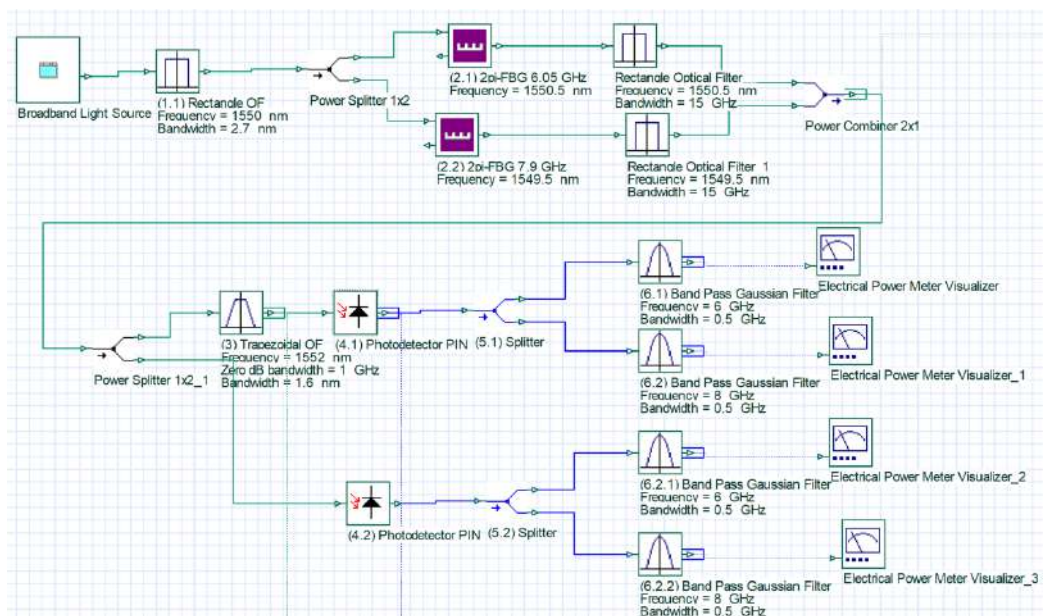 Broadband Light Source
(1.1) Rectangle OF
Frequency = 1550 nm
Bandwidth = 2.7 nm
Power Splitter 1x2
(2.1) 2pi-FBG 6.05 GHz
Frequency = 1550.5 nm
Rectangle Optical Filter
Frequency = 1550.5 nm
Bandwidth = 15 GHz
Power Combiner 2x1
(2.2) 2pi-FBG 7.9 GHz
Frequency = 1549.5 nm
Rectangle Optical Filter_1
Frequency = 1549.5 nm
Bandwidth = 15 GHz
Power Splitter 1x2_1
(3) Trapezoidal OF
Frequency = 1552 nm
Zero dB bandwidth = 1 GHz
Bandwidth = 1.6 nm
(4.1) Photodetector PIN
(5.1) Splitter
(6.1) Band Pass Gaussian Filter
Frequency = 6 GHz
Bandwidth = 0.5 GHz
Electrical Power Meter Visualizer
(6.2) Band Pass Gaussian Filter
Frequency = 8 GHz
Bandwidth = 0.5 GHz
Electrical Power Meter Visualizer_1
(4.2) Photodetector PIN
(5.2) Splitter
(6.2.1) Band Pass Gaussian Filter
Frequency = 6 GHz
Bandwidth = 0.5 GHz
Electrical Power Meter Visualizer_2
(6.2.2) Band Pass Gaussian Filter
Frequency = 8 GHz
Bandwidth = 0.5 GHz
Electrical Power Meter Visualizer_3